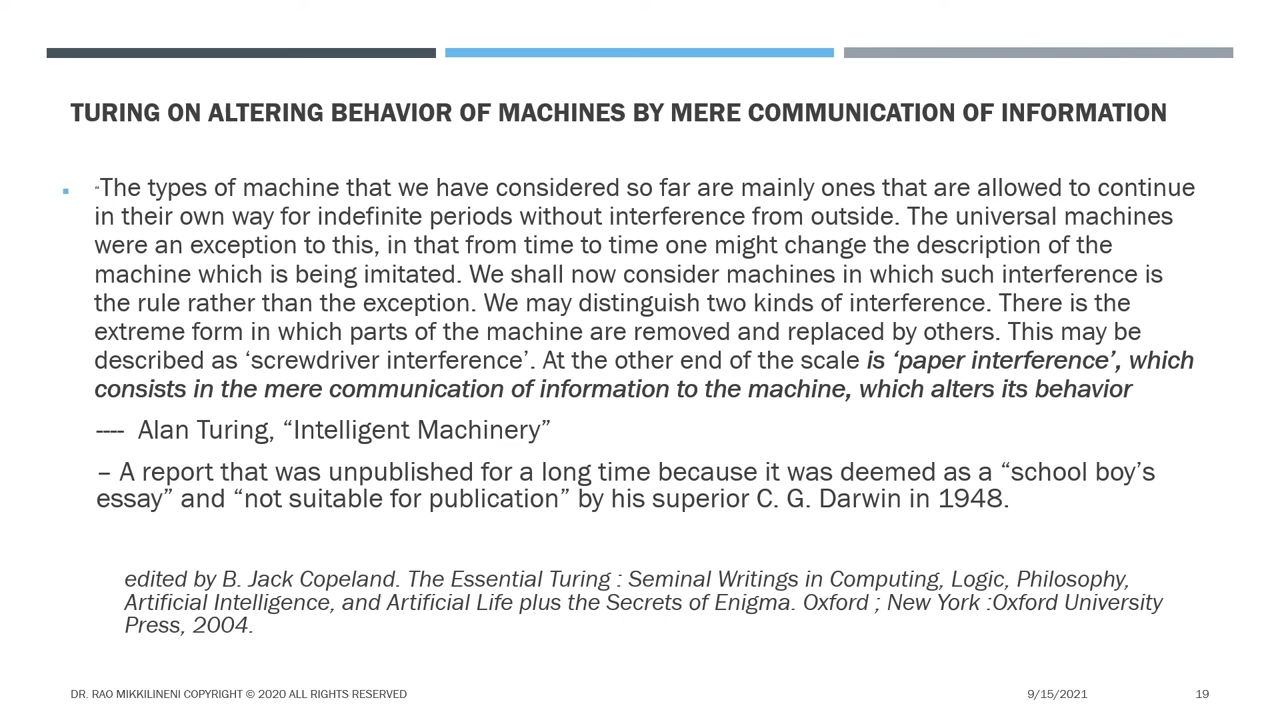 TURING ON ALTERING BEHAVIOR OF MACHINES BY MERE COMMUNICATION OF INFORMATION
▪ “The types of machine that we have considered so far are mainly ones that are allowed to continue
in their own way for indefinite periods without interference from outside. The universal machines
were an exception to this, in that from time to time one might change the description of the
machine which is being imitated. We shall now consider machines in which such interference is
the rule rather than the exception. We may distinguish two kinds of interference. There is the
extreme form in which parts of the machine are removed and replaced by others. This may be
described as ‘screwdriver interference’. At the other end of the scale is ‘paper interference’, which
consists in the mere communication of information to the machine, which alters its behavior
---- Alan Turing, “Intelligent Machinery”
– A report that was unpublished for a long time because it was deemed as a “school boy’s
essay” and “not suitable for publication” by his superior C. G. Darwin in 1948.
edited by B. Jack Copeland. The Essential Turing : Seminal Writings in Computing, Logic, Philosophy,
Artificial Intelligence, and Artificial Life plus the Secrets of Enigma. Oxford ; New York :Oxford University
Press, 2004.
DR. RAO MIKKILINENI COPYRIGHT © 2020 ALL RIGHTS RESERVED
9/15/2021
19